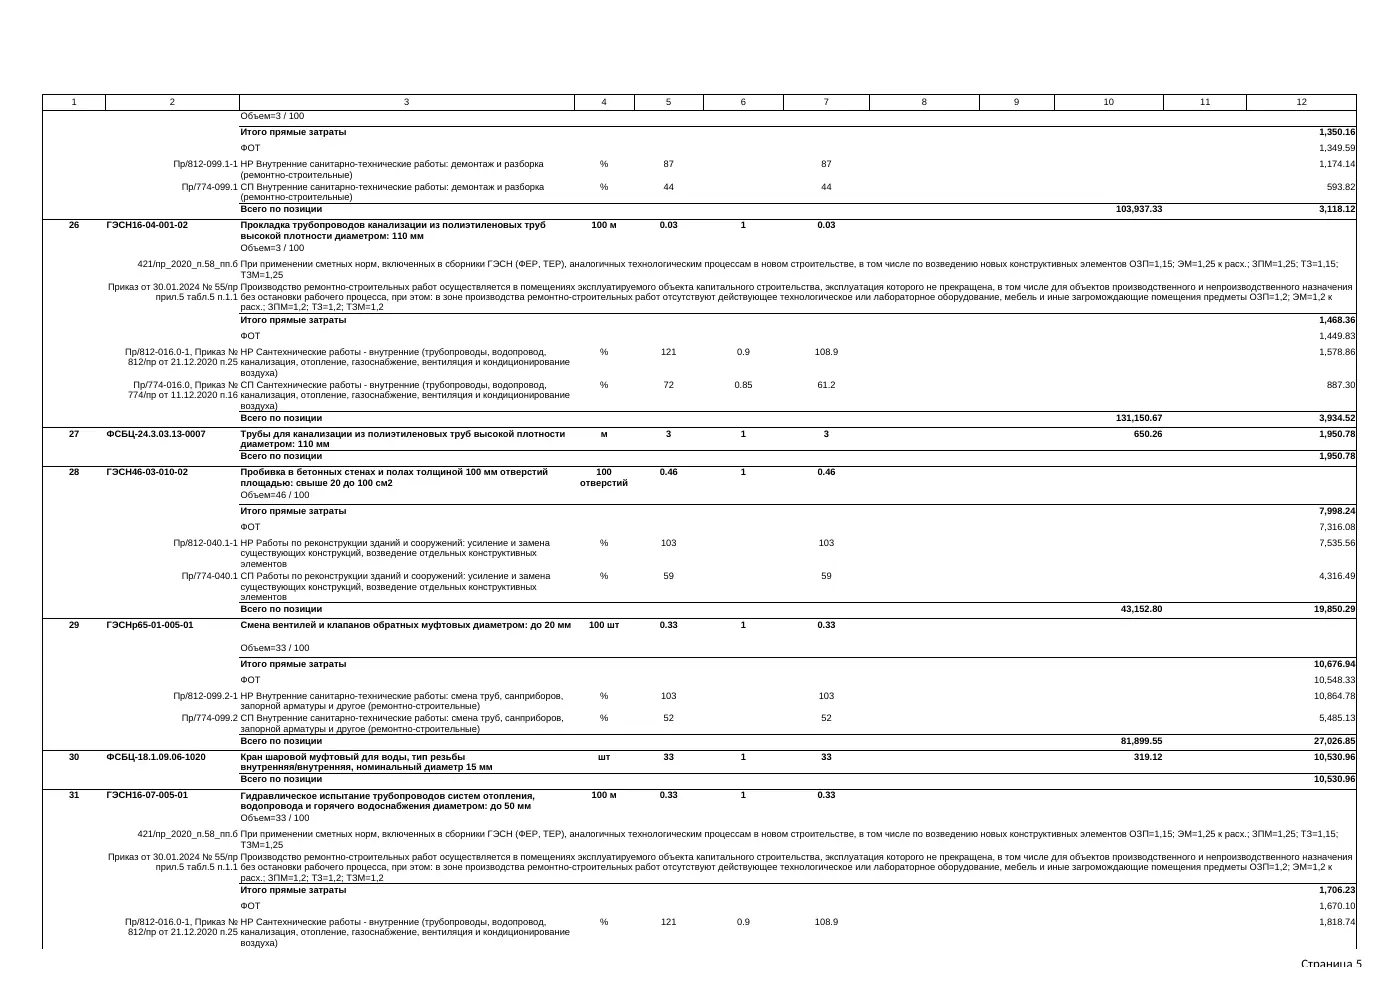 1 2 3 4 5 6 7 8 9 10 11 12
Объем=3 / 100
Итого прямые затраты 1,350.16
ФОТ 1,349.59
Пр/812-099.1-1 НР Внутренние санитарно-технические работы: демонтаж и разборка % 87 87 1,174.14
(ремонтно-строительные)
Пр/774-099.1 СП Внутренние санитарно-технические работы: демонтаж и разборка % 44 44 593.82
(ремонтно-строительные)
Всего по позиции 103,937.33 3,118.12
26 ГЭСН16-04-001-02 Прокладка трубопроводов канализации из полиэтиленовых труб 100 м 0.03 1 0.03
высокой плотности диаметром: 110 мм
Объем=3 / 100
421/пр_2020_п.58_пп.б При применении сметных норм, включенных в сборники ГЭСН (ФЕР, ТЕР), аналогичных технологическим процессам в новом строительстве, в том числе по возведению новых конструктивных элементов ОЗП=1,15; ЭМ=1,25 к расх.; ЗПМ=1,25; ТЗ=1,15;
ТЗМ=1,25
Приказ от 30.01.2024 № 55/пр Производство ремонтно-строительных работ осуществляется в помещениях эксплуатируемого объекта капитального строительства, эксплуатация которого не прекращена, в том числе для объектов производственного и непроизводственного назначения
прил.5 табл.5 п.1.1 без остановки рабочего процесса, при этом: в зоне производства ремонтно-строительных работ отсутствуют действующее технологическое или лабораторное оборудование, мебель и иные загромождающие помещения предметы ОЗП=1,2; ЭМ=1,2 к
расх.; ЗПМ=1,2; ТЗ=1,2; ТЗМ=1,2
Итого прямые затраты 1,468.36
ФОТ 1,449.83
Пр/812-016.0-1, Приказ № НР Сантехнические работы - внутренние (трубопроводы, водопровод, % 121 0.9 108.9 1,578.86
812/пр от 21.12.2020 п.25 канализация, отопление, газоснабжение, вентиляция и кондиционирование
воздуха)
Пр/774-016.0, Приказ № СП Сантехнические работы - внутренние (трубопроводы, водопровод, % 72 0.85 61.2 887.30
774/пр от 11.12.2020 п.16 канализация, отопление, газоснабжение, вентиляция и кондиционирование
воздуха)
Всего по позиции 131,150.67 3,934.52
27 ФСБЦ-24.3.03.13-0007 Трубы для канализации из полиэтиленовых труб высокой плотности м 3 1 3 650.26 1,950.78
диаметром: 110 мм
Всего по позиции 1,950.78
28 ГЭСН46-03-010-02 Пробивка в бетонных стенах и полах толщиной 100 мм отверстий 100 0.46 1 0.46
площадью: свыше 20 до 100 см2 отверстий
Объем=46 / 100
Итого прямые затраты 7,998.24
ФОТ 7,316.08
Пр/812-040.1-1 НР Работы по реконструкции зданий и сооружений: усиление и замена % 103 103 7,535.56
существующих конструкций, возведение отдельных конструктивных
элементов
Пр/774-040.1 СП Работы по реконструкции зданий и сооружений: усиление и замена % 59 59 4,316.49
существующих конструкций, возведение отдельных конструктивных
элементов
Всего по позиции 43,152.80 19,850.29
29 ГЭСНр65-01-005-01 Смена вентилей и клапанов обратных муфтовых диаметром: до 20 мм 100 шт 0.33 1 0.33
Объем=33 / 100
Итого прямые затраты 10,676.94
ФОТ 10,548.33
Пр/812-099.2-1 НР Внутренние санитарно-технические работы: смена труб, санприборов, % 103 103 10,864.78
запорной арматуры и другое (ремонтно-строительные)
Пр/774-099.2 СП Внутренние санитарно-технические работы: смена труб, санприборов, % 52 52 5,485.13
запорной арматуры и другое (ремонтно-строительные)
Всего по позиции 81,899.55 27,026.85
30 ФСБЦ-18.1.09.06-1020 Кран шаровой муфтовый для воды, тип резьбы шт 33 1 33 319.12 10,530.96
внутренняя/внутренняя, номинальный диаметр 15 мм
Всего по позиции 10,530.96
31 ГЭСН16-07-005-01 Гидравлическое испытание трубопроводов систем отопления, 100 м 0.33 1 0.33
водопровода и горячего водоснабжения диаметром: до 50 мм
Объем=33 / 100
421/пр_2020_п.58_пп.б При применении сметных норм, включенных в сборники ГЭСН (ФЕР, ТЕР), аналогичных технологическим процессам в новом строительстве, в том числе по возведению новых конструктивных элементов ОЗП=1,15; ЭМ=1,25 к расх.; ЗПМ=1,25; ТЗ=1,15;
ТЗМ=1,25
Приказ от 30.01.2024 № 55/пр Производство ремонтно-строительных работ осуществляется в помещениях эксплуатируемого объекта капитального строительства, эксплуатация которого не прекращена, в том числе для объектов производственного и непроизводственного назначения
прил.5 табл.5 п.1.1 без остановки рабочего процесса, при этом: в зоне производства ремонтно-строительных работ отсутствуют действующее технологическое или лабораторное оборудование, мебель и иные загромождающие помещения предметы ОЗП=1,2; ЭМ=1,2 к
расх.; ЗПМ=1,2; ТЗ=1,2; ТЗМ=1,2
Итого прямые затраты 1,706.23
ФОТ 1,670.10
Пр/812-016.0-1, Приказ № НР Сантехнические работы - внутренние (трубопроводы, водопровод, % 121 0.9 108.9 1,818.74
812/пр от 21.12.2020 п.25 канализация, отопление, газоснабжение, вентиляция и кондиционирование
воздуха)
Страница 5